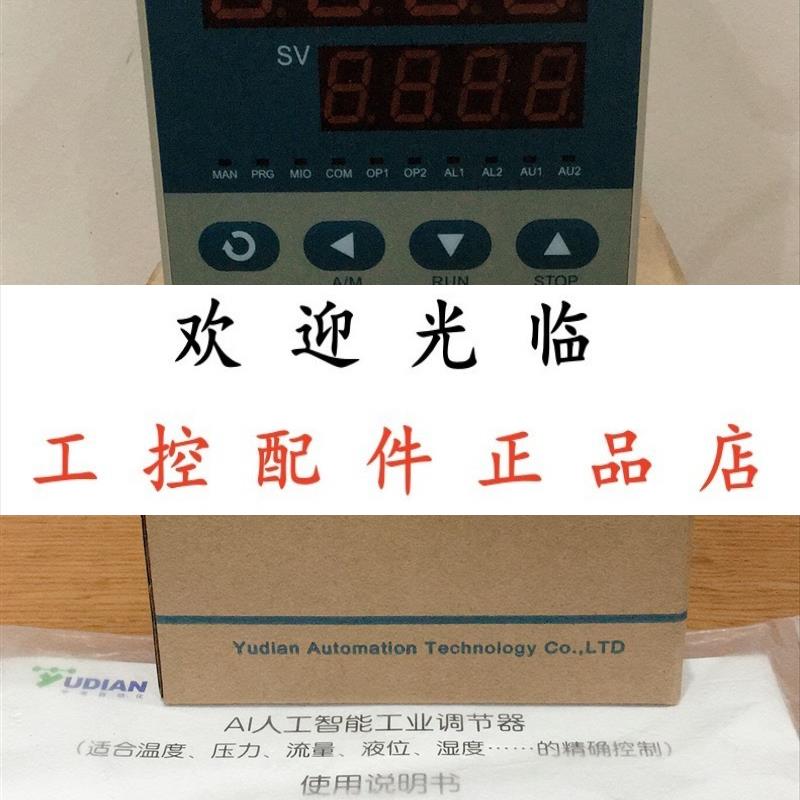 SV
MAN PRG MIO COM OP1 OP2 AL1 AL2 AU1 AU2
A/M RUN STOP
欢迎光临
工控配件正品店
Yudian Automation Technology Co.,LTD
YUDIAN
AI人工智能工业调节器
(适合温度、压力、流量、液位、湿度……的精确控制)
使用说明书